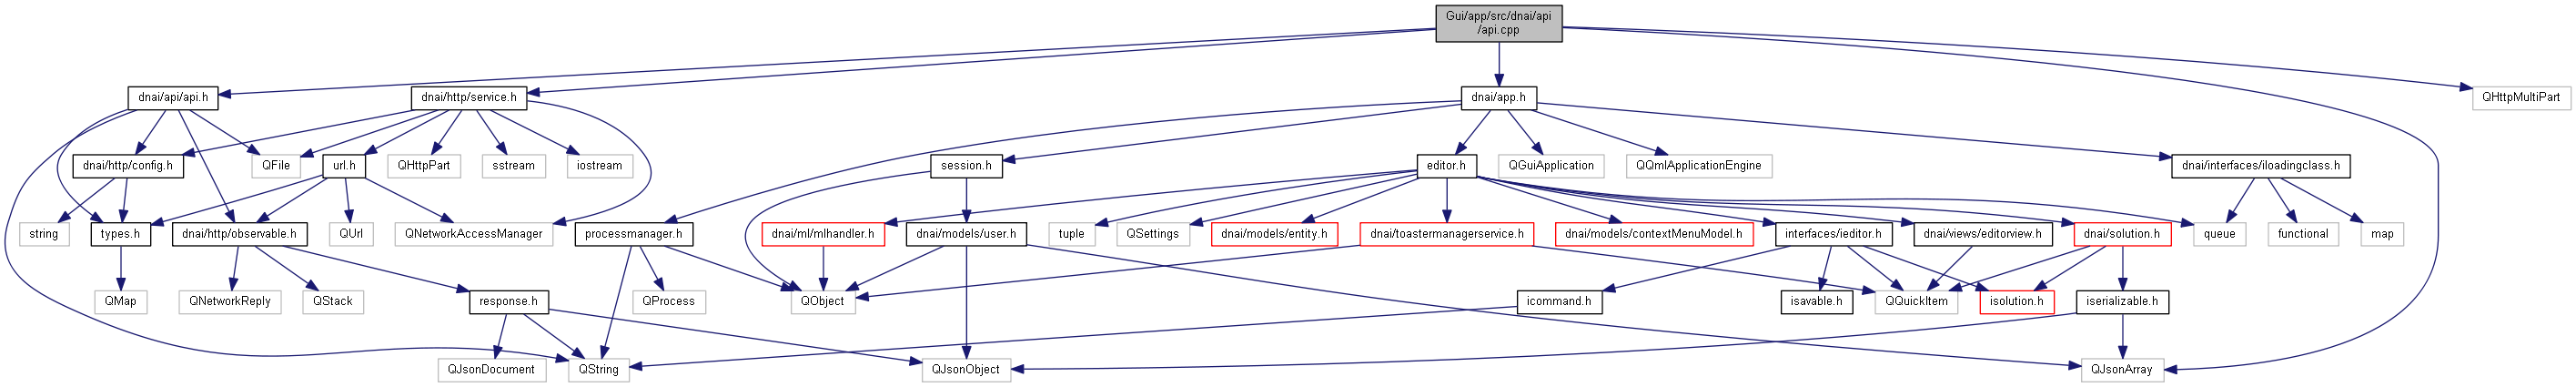 Gui/app/src/dnai/api
/api.cpp
dnai/api/api.h
dnai/http/service.h
dnai/app.h
QHttpMultiPart
dnai/http/config.h
QFile
url.h
QHttpPart
sstream
iostream
session.h
editor.h
QGuiApplication
QQmlApplicationEngine
dnai/interfaces/iloadingclass.h
string
types.h
dnai/http/observable.h
QUrl
QNetworkAccessManager
processmanager.h
dnai/ml/mlhandler.h
dnai/models/user.h
tuple
QSettings
dnai/models/entity.h
dnai/toastermanagerservice.h
dnai/models/contextMenuModel.h
interfaces/ieditor.h
dnai/views/editorview.h
dnai/solution.h
queue
functional
map
QMap
QNetworkReply
QStack
response.h
QProcess
QObject
icommand.h
isavable.h
QQuickItem
isolution.h
iserializable.h
QJsonDocument
QString
QJsonObject
QJsonArray